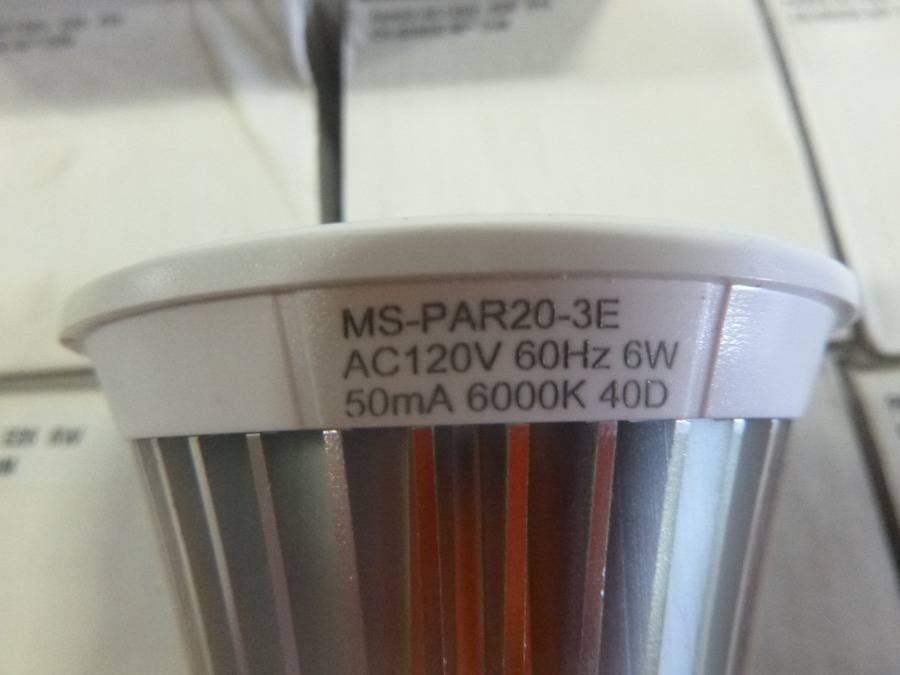 MS-PAR20-3E
AC120V 60Hz 6W
50mA 6000K 40D